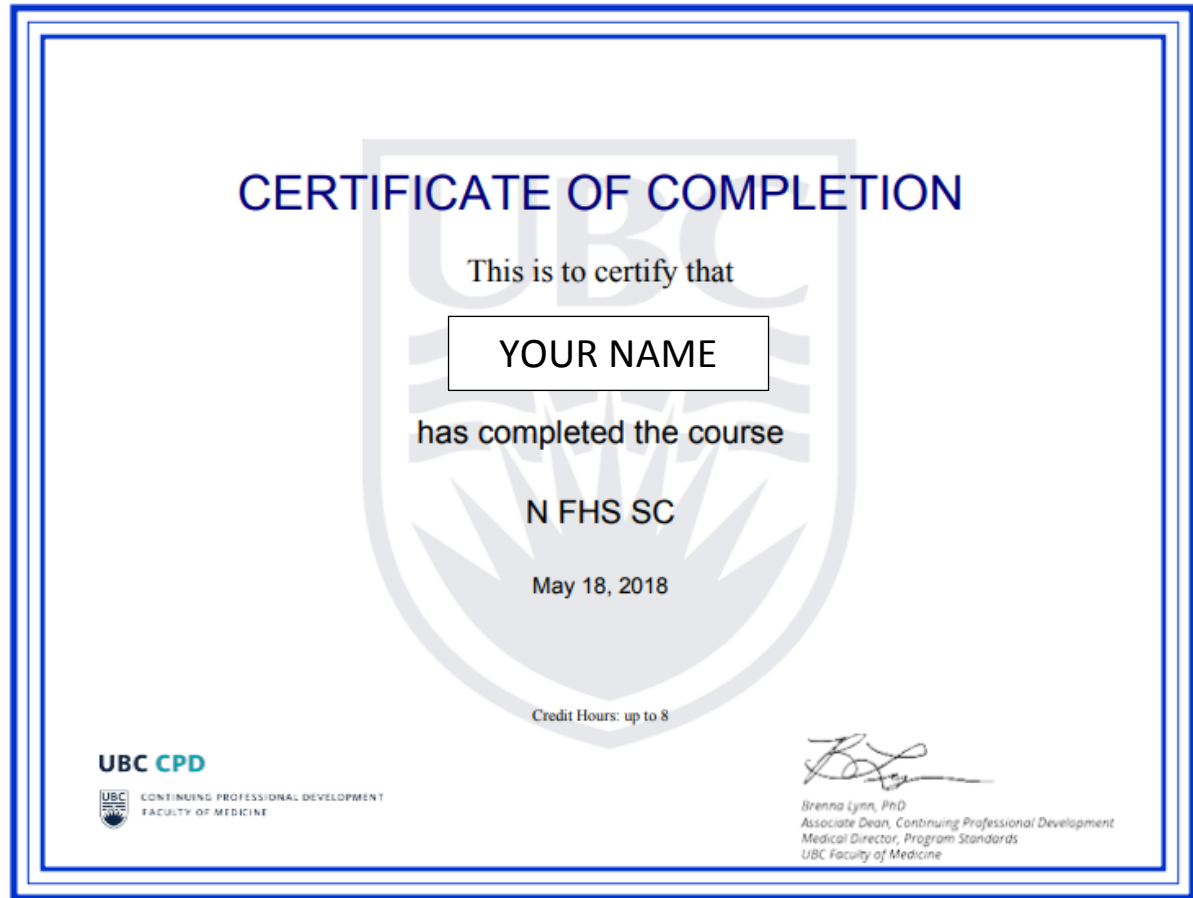 UBC
CERTIFICATE OF COMPLETION
This is to certify that
YOUR NAME
has completed the course
N FHS SC
May 18, 2018
Credit Hours: up to 8
UBC CPD
UBC
CONTINUING PROFESSIONAL DEVELOPMENT
FACULTY OF MEDICINE
Brenna Lynn, PhD
Associate Dean, Continuing Professional Development
Medical Director, Program Standards
UBC Faculty of Medicine